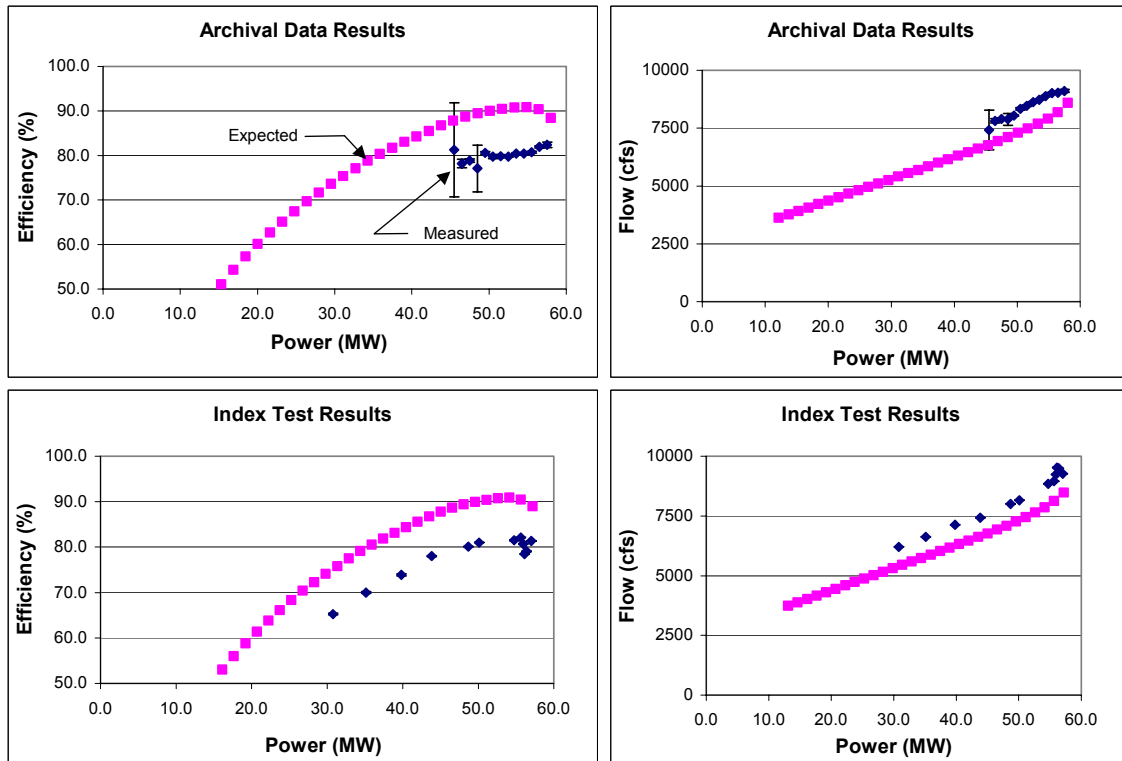 Archival Data Results
Efficiency (%)
100.0
90.0
80.0
70.0
60.0
50.0
Expected
Measured
0.0 10.0 20.0 30.0 40.0 50.0 60.0
Power (MW)
Archival Data Results
Flow (cfs)
10000
7500
5000
2500
0
0.0 10.0 20.0 30.0 40.0 50.0 60.0
Power (MW)
Index Test Results
Efficiency (%)
100.0
90.0
80.0
70.0
60.0
50.0
0.0 10.0 20.0 30.0 40.0 50.0 60.0
Power (MW)
Index Test Results
Flow (cfs)
10000
7500
5000
2500
0
0.0 10.0 20.0 30.0 40.0 50.0 60.0
Power (MW)